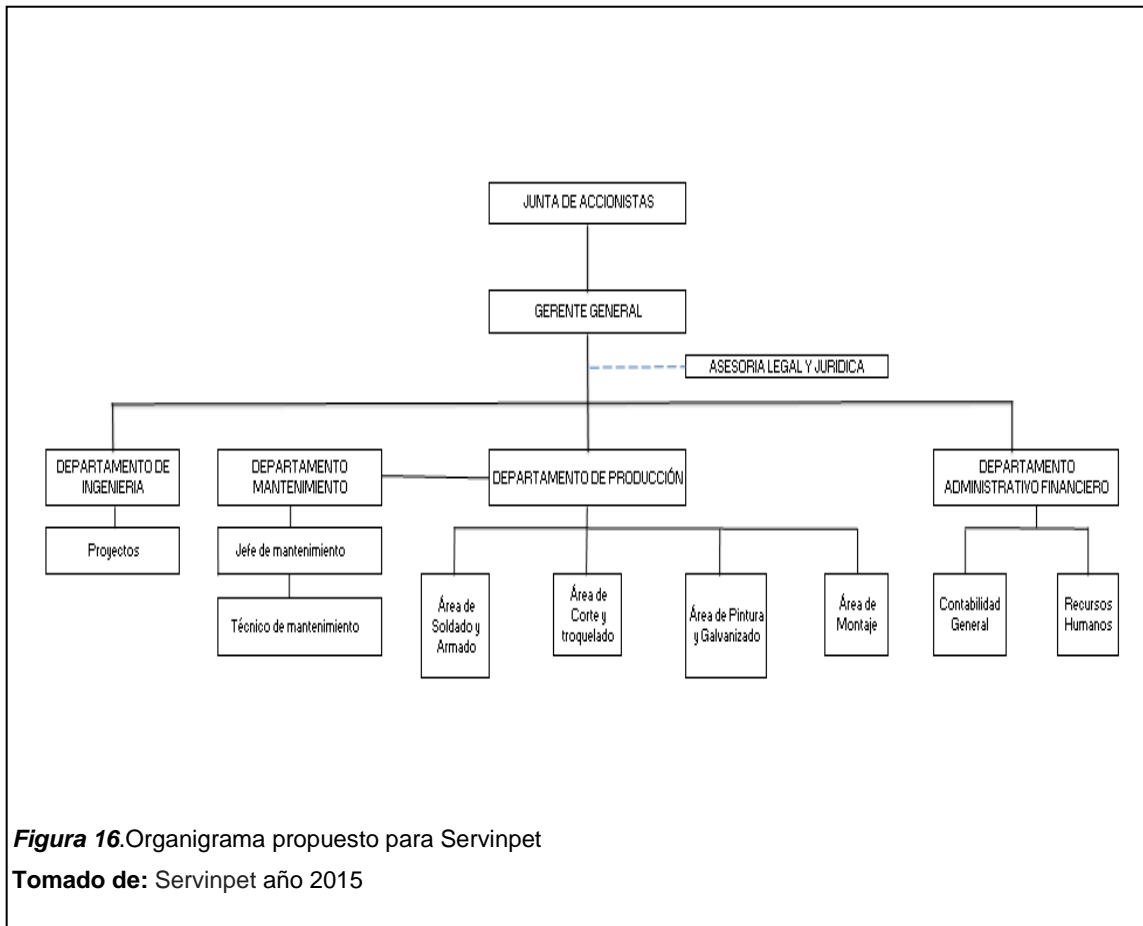 JUNTA DE ACCIONISTAS
GERENTE GENERAL
ASESORIA LEGAL Y JURIDICA
DEPARTAMENTO DE
INGENIERIA
DEPARTAMENTO
MANTENIMIENTO
DEPARTAMENTO DE PRODUCCIÓN
DEPARTAMENTO
ADMINISTRATIVO FINANCIERO
Proyectos
Jefe de mantenimiento
Técnico de mantenimiento
Área de
Soldado y
Armado
Área de
Corte y
troquelado
Área de Pintura
y Galvanizado
Área de
Montaje
Contabilidad
General
Recursos
Humanos
Figura 16.Organigrama propuesto para Servinpet
Tomado de: Servinpet año 2015